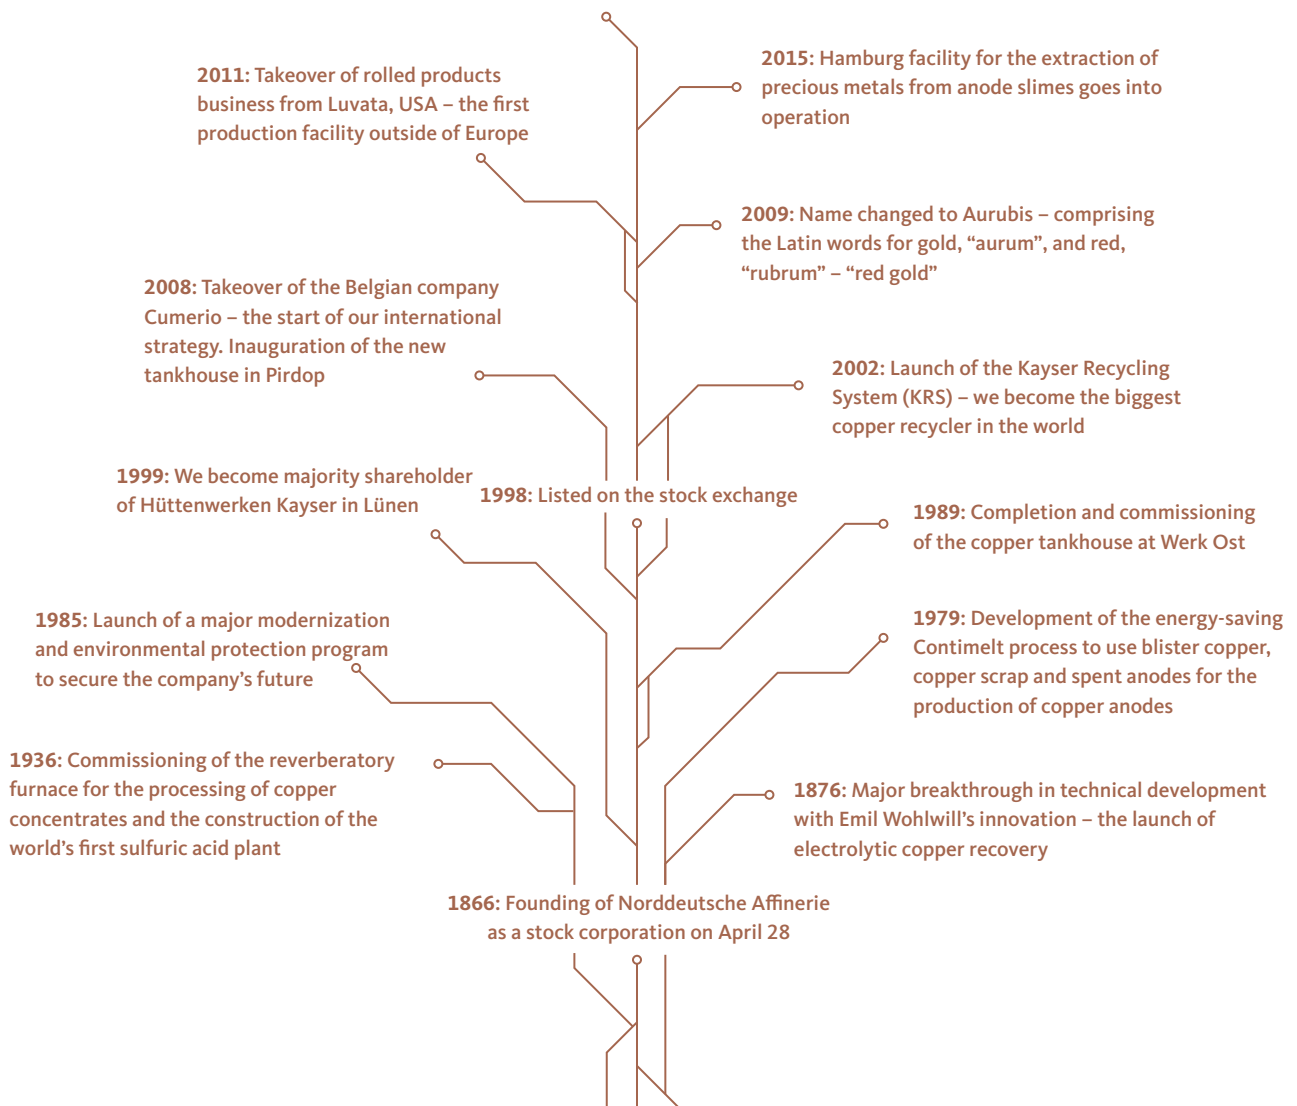 2015: Hamburg facility for the extraction of
precious metals from anode slimes goes into
operation
2011: Takeover of rolled products
business from Luvata, USA – the first
production facility outside of Europe
2009: Name changed to Aurubis – comprising
the Latin words for gold, “aurum”, and red,
“rubrum” – “red gold”
2008: Takeover of the Belgian company
Cumerio – the start of our international
strategy. Inauguration of the new
tankhouse in Pirdop
2002: Launch of the Kayser Recycling
System (KRS) – we become the biggest
copper recycler in the world
1999: We become majority shareholder
of Hüttenwerken Kayser in Lünen
1998: Listed on the stock exchange
1989: Completion and commissioning
of the copper tankhouse at Werk Ost
1985: Launch of a major modernization
and environmental protection program
to secure the company’s future
1979: Development of the energy-saving
Contimelt process to use blister copper,
copper scrap and spent anodes for the
production of copper anodes
1936: Commissioning of the reverberatory
furnace for the processing of copper
concentrates and the construction of the
world’s first sulfuric acid plant
1876: Major breakthrough in technical development
with Emil Wohlwill’s innovation – the launch of
electrolytic copper recovery
1866: Founding of Norddeutsche Affinerie
as a stock corporation on April 28